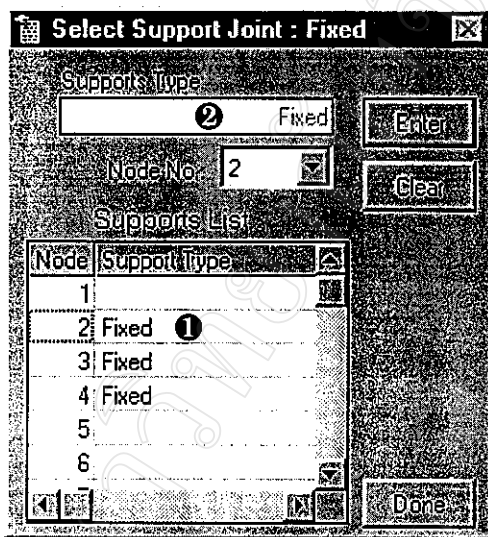 Select Support Joint : Fixed
Supports Type
❷ Fixed
Enter
Node No. 2
Clear
Supports List
Node Support Type
1
2 Fixed ❶
3 Fixed
4 Fixed
5
6
Done